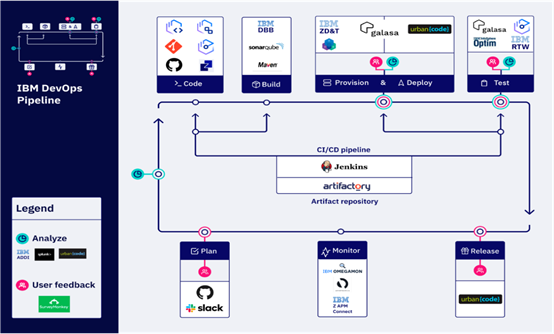 IBM DevOps
Pipeline
Legend
Analyze
IBM
ADDI
splunk>
urban{code}
User feedback
SurveyMonkey
>_ Code
IBM
DBB
sonarqube
Maven
Build
IBM
ZD&T
galasa
urban{code}
Provision & Deploy
galasa
IBM
Optim
IBM
RTW
Test
CI/CD pipeline
Jenkins
artifactory
Artifact repository
Plan
slack
Monitor
IBM OMEGAMON
IBM
Z APM
Connect
Release
urban{code}